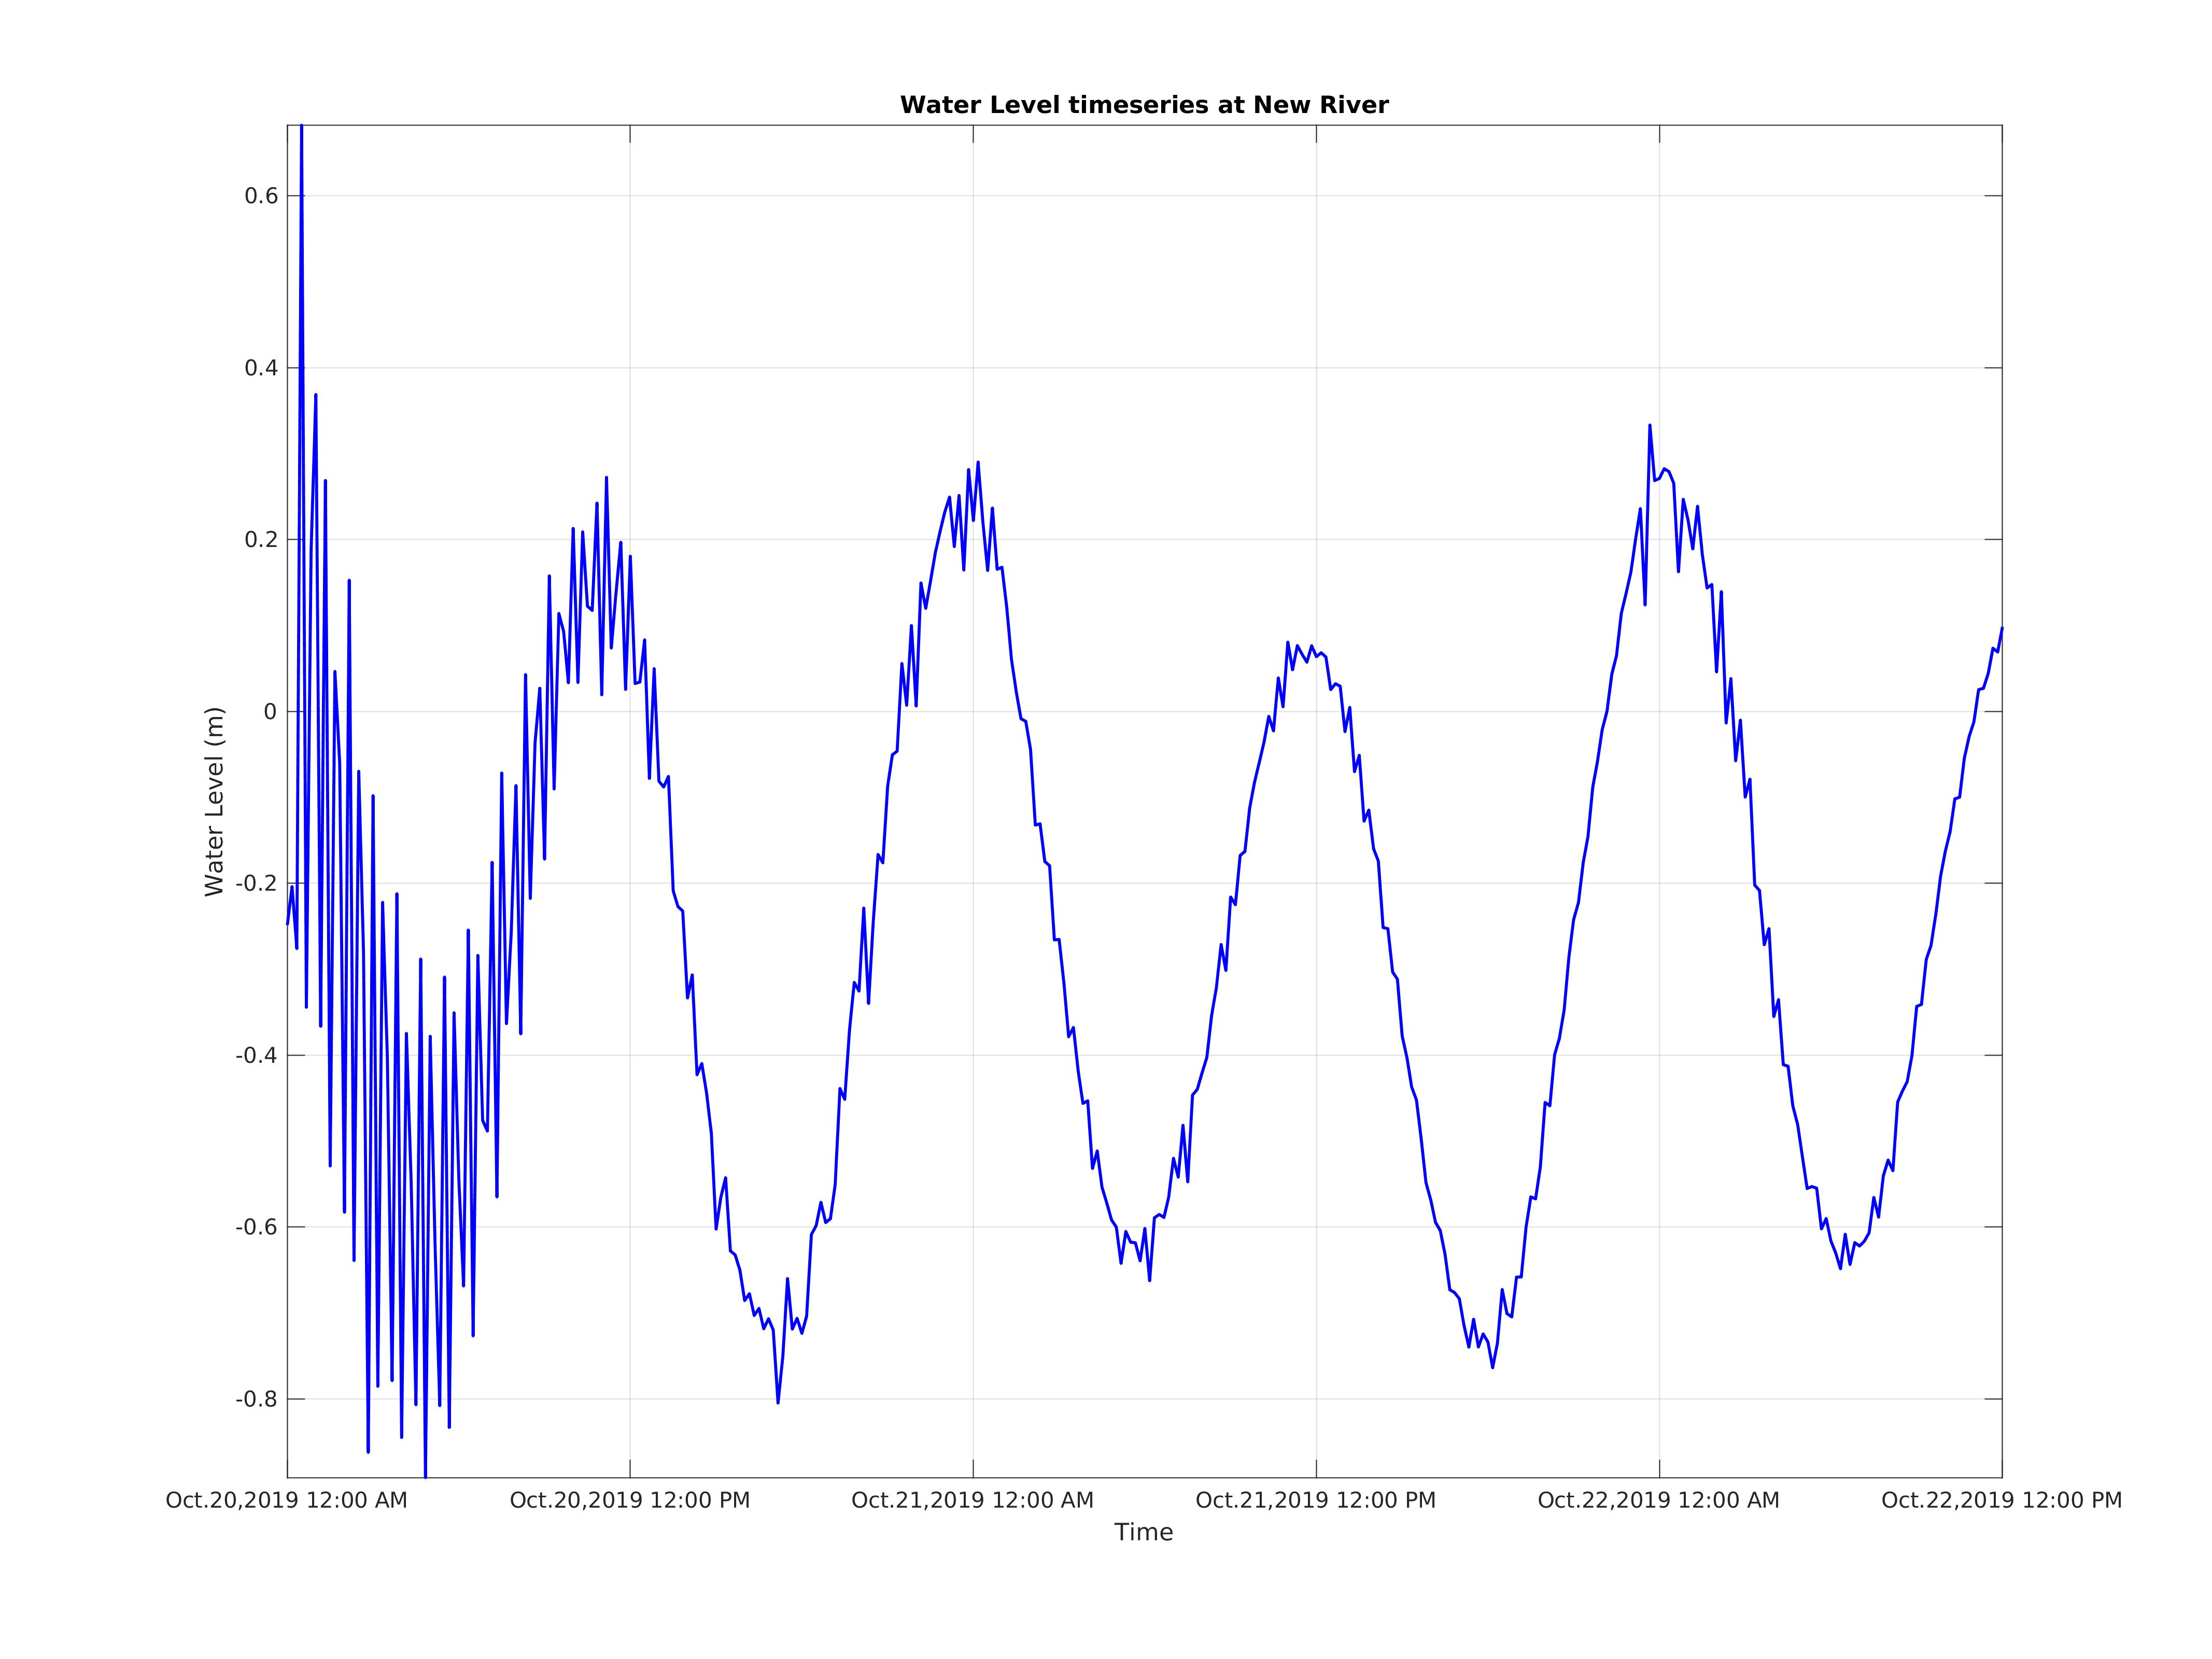 Water Level timeseries at New River
0.6
0.4
0.2
0
-0.2
-0.4
-0.6
-0.8
Water Level (m)
Oct.20,2019 12:00 AM
Oct.20,2019 12:00 PM
Oct.21,2019 12:00 AM
Oct.21,2019 12:00 PM
Oct.22,2019 12:00 AM
Oct.22,2019 12:00 PM
Time